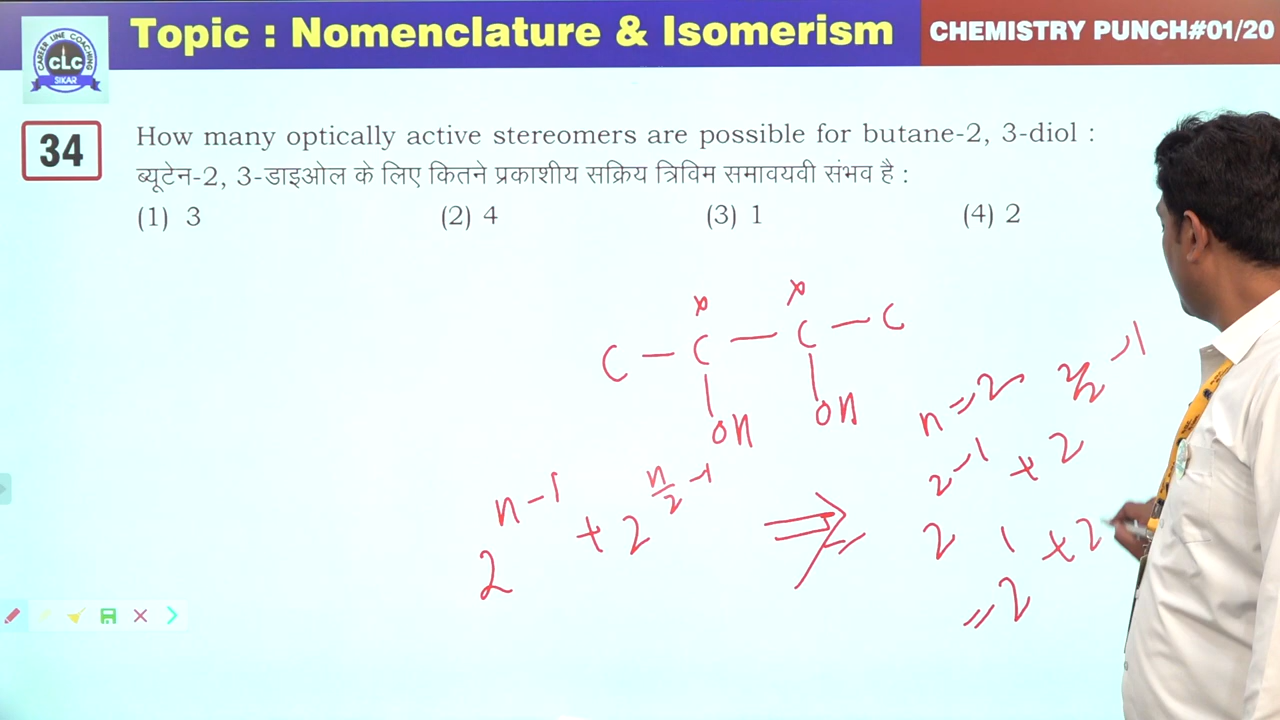 CAREER LINE COACHING
CLC
SIKAR
Topic : Nomenclature & Isomerism
CHEMISTRY PUNCH#01/20
34
How many optically active stereomers are possible for butane-2, 3-diol :
ब्यूटेन-2, 3-डाइओल के लिए कितने प्रकाशीय सक्रिय त्रिविम समावयवी संभव है :
(1) 3 (2) 4 (3) 1 (4) 2
* *
C — C — C — C
OH OH
n = 2
2/2 - 1
2^{n-1} + 2^{n/2 - 1} ⇒
2 - 1 + 2
2 1 + 2
= 2